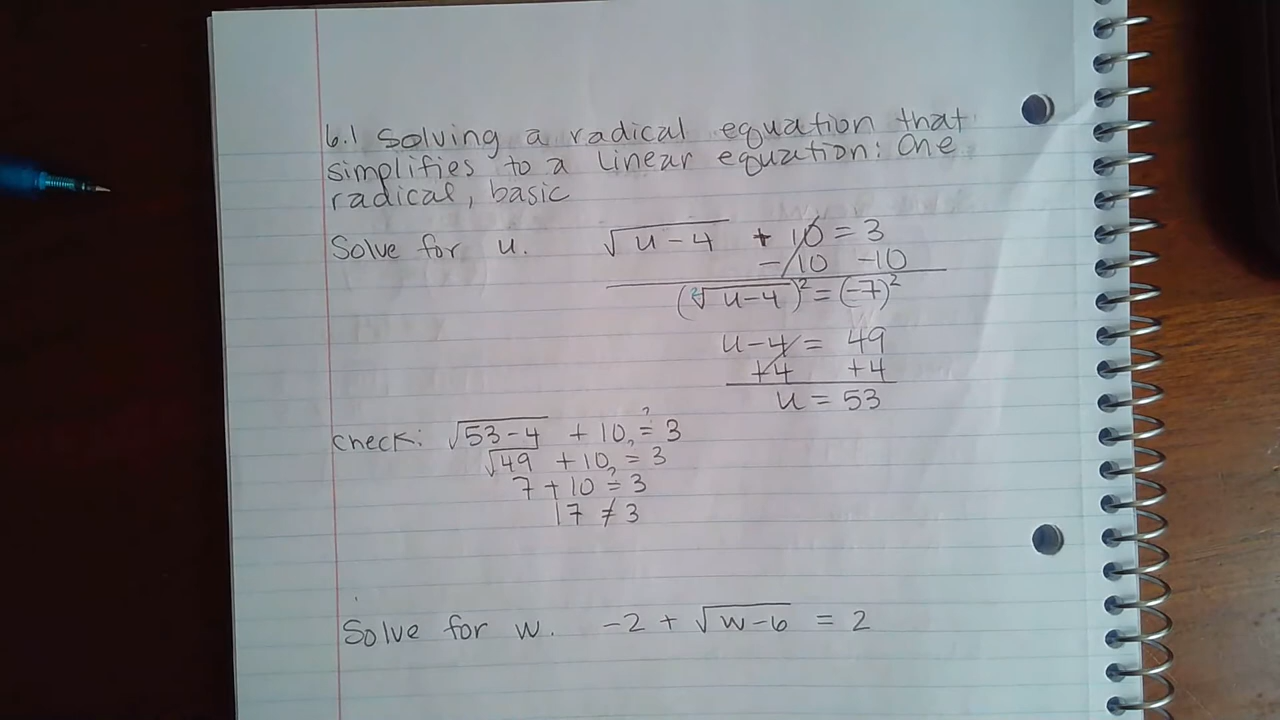 6.1 Solving a radical equation that
simplifies to a linear equation: One
radical, basic
Solve for u. √(u-4) + 10 = 3
-10 -10
(²√(u-4))² = (-7)²
u-4 = 49
+4 +4
u = 53
check: √(53-4) + 10 ?= 3
√49 + 10 ?= 3
7 + 10 ?= 3
17 ≠ 3
Solve for w. -2 + √(w-6) = 2